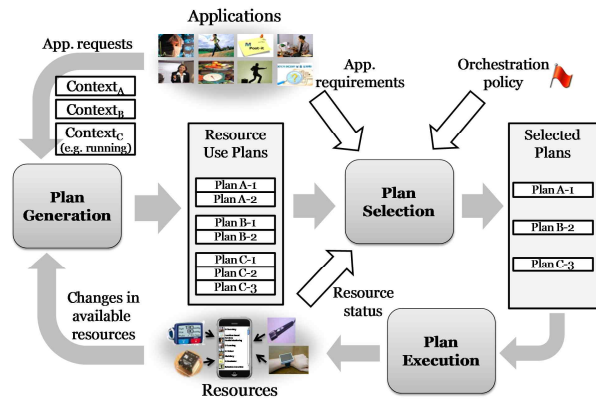 Applications
App. requests
Context_A
Context_B
Context_C
(e.g. running)
App.
requirements
Orchestration
policy
Plan
Generation
Resource
Use Plans
Plan A-1
Plan A-2
Plan B-1
Plan B-2
Plan C-1
Plan C-2
Plan C-3
Plan
Selection
Selected
Plans
Plan A-1
Plan B-2
Plan C-3
Changes in
available
resources
Resource
status
Resources
Plan
Execution